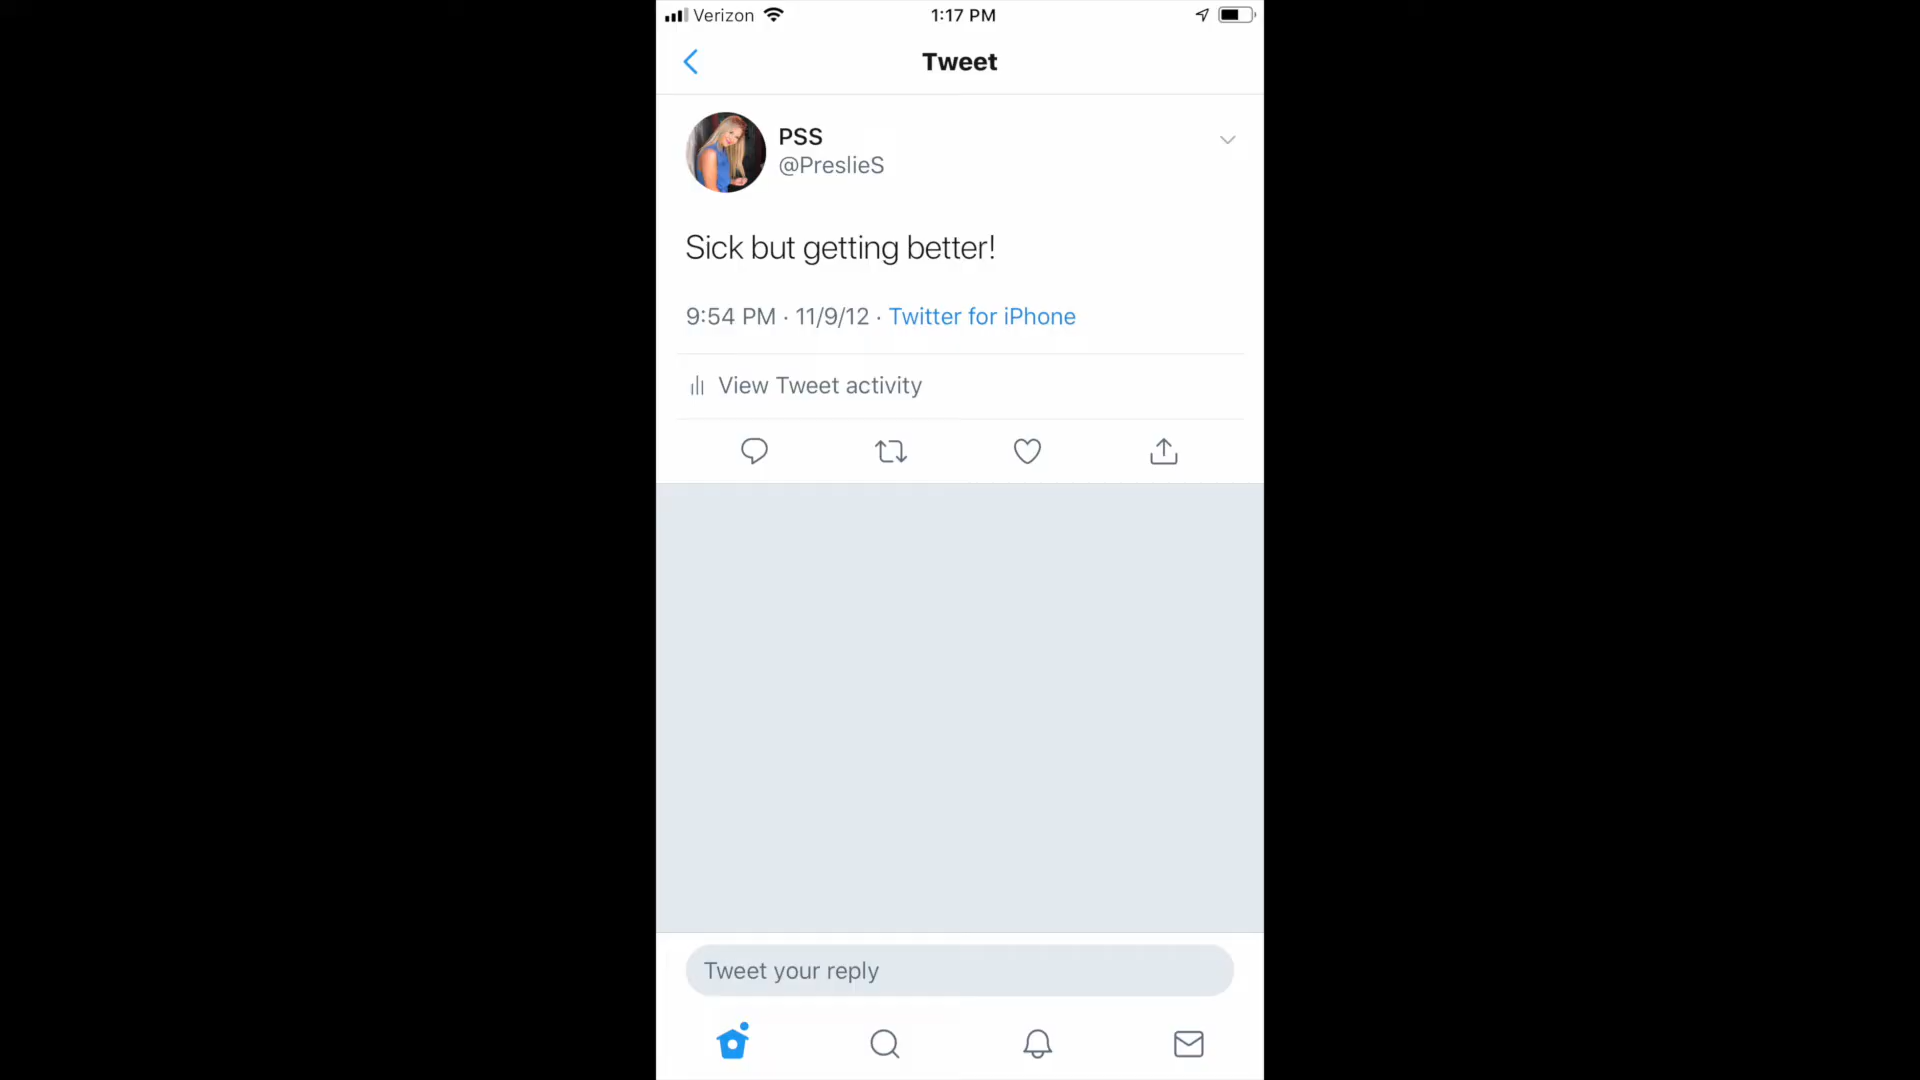 Verizon 1:17 PM
Tweet
PSS
@PreslieS
Sick but getting better!
9:54 PM · 11/9/12 · Twitter for iPhone
View Tweet activity
Tweet your reply